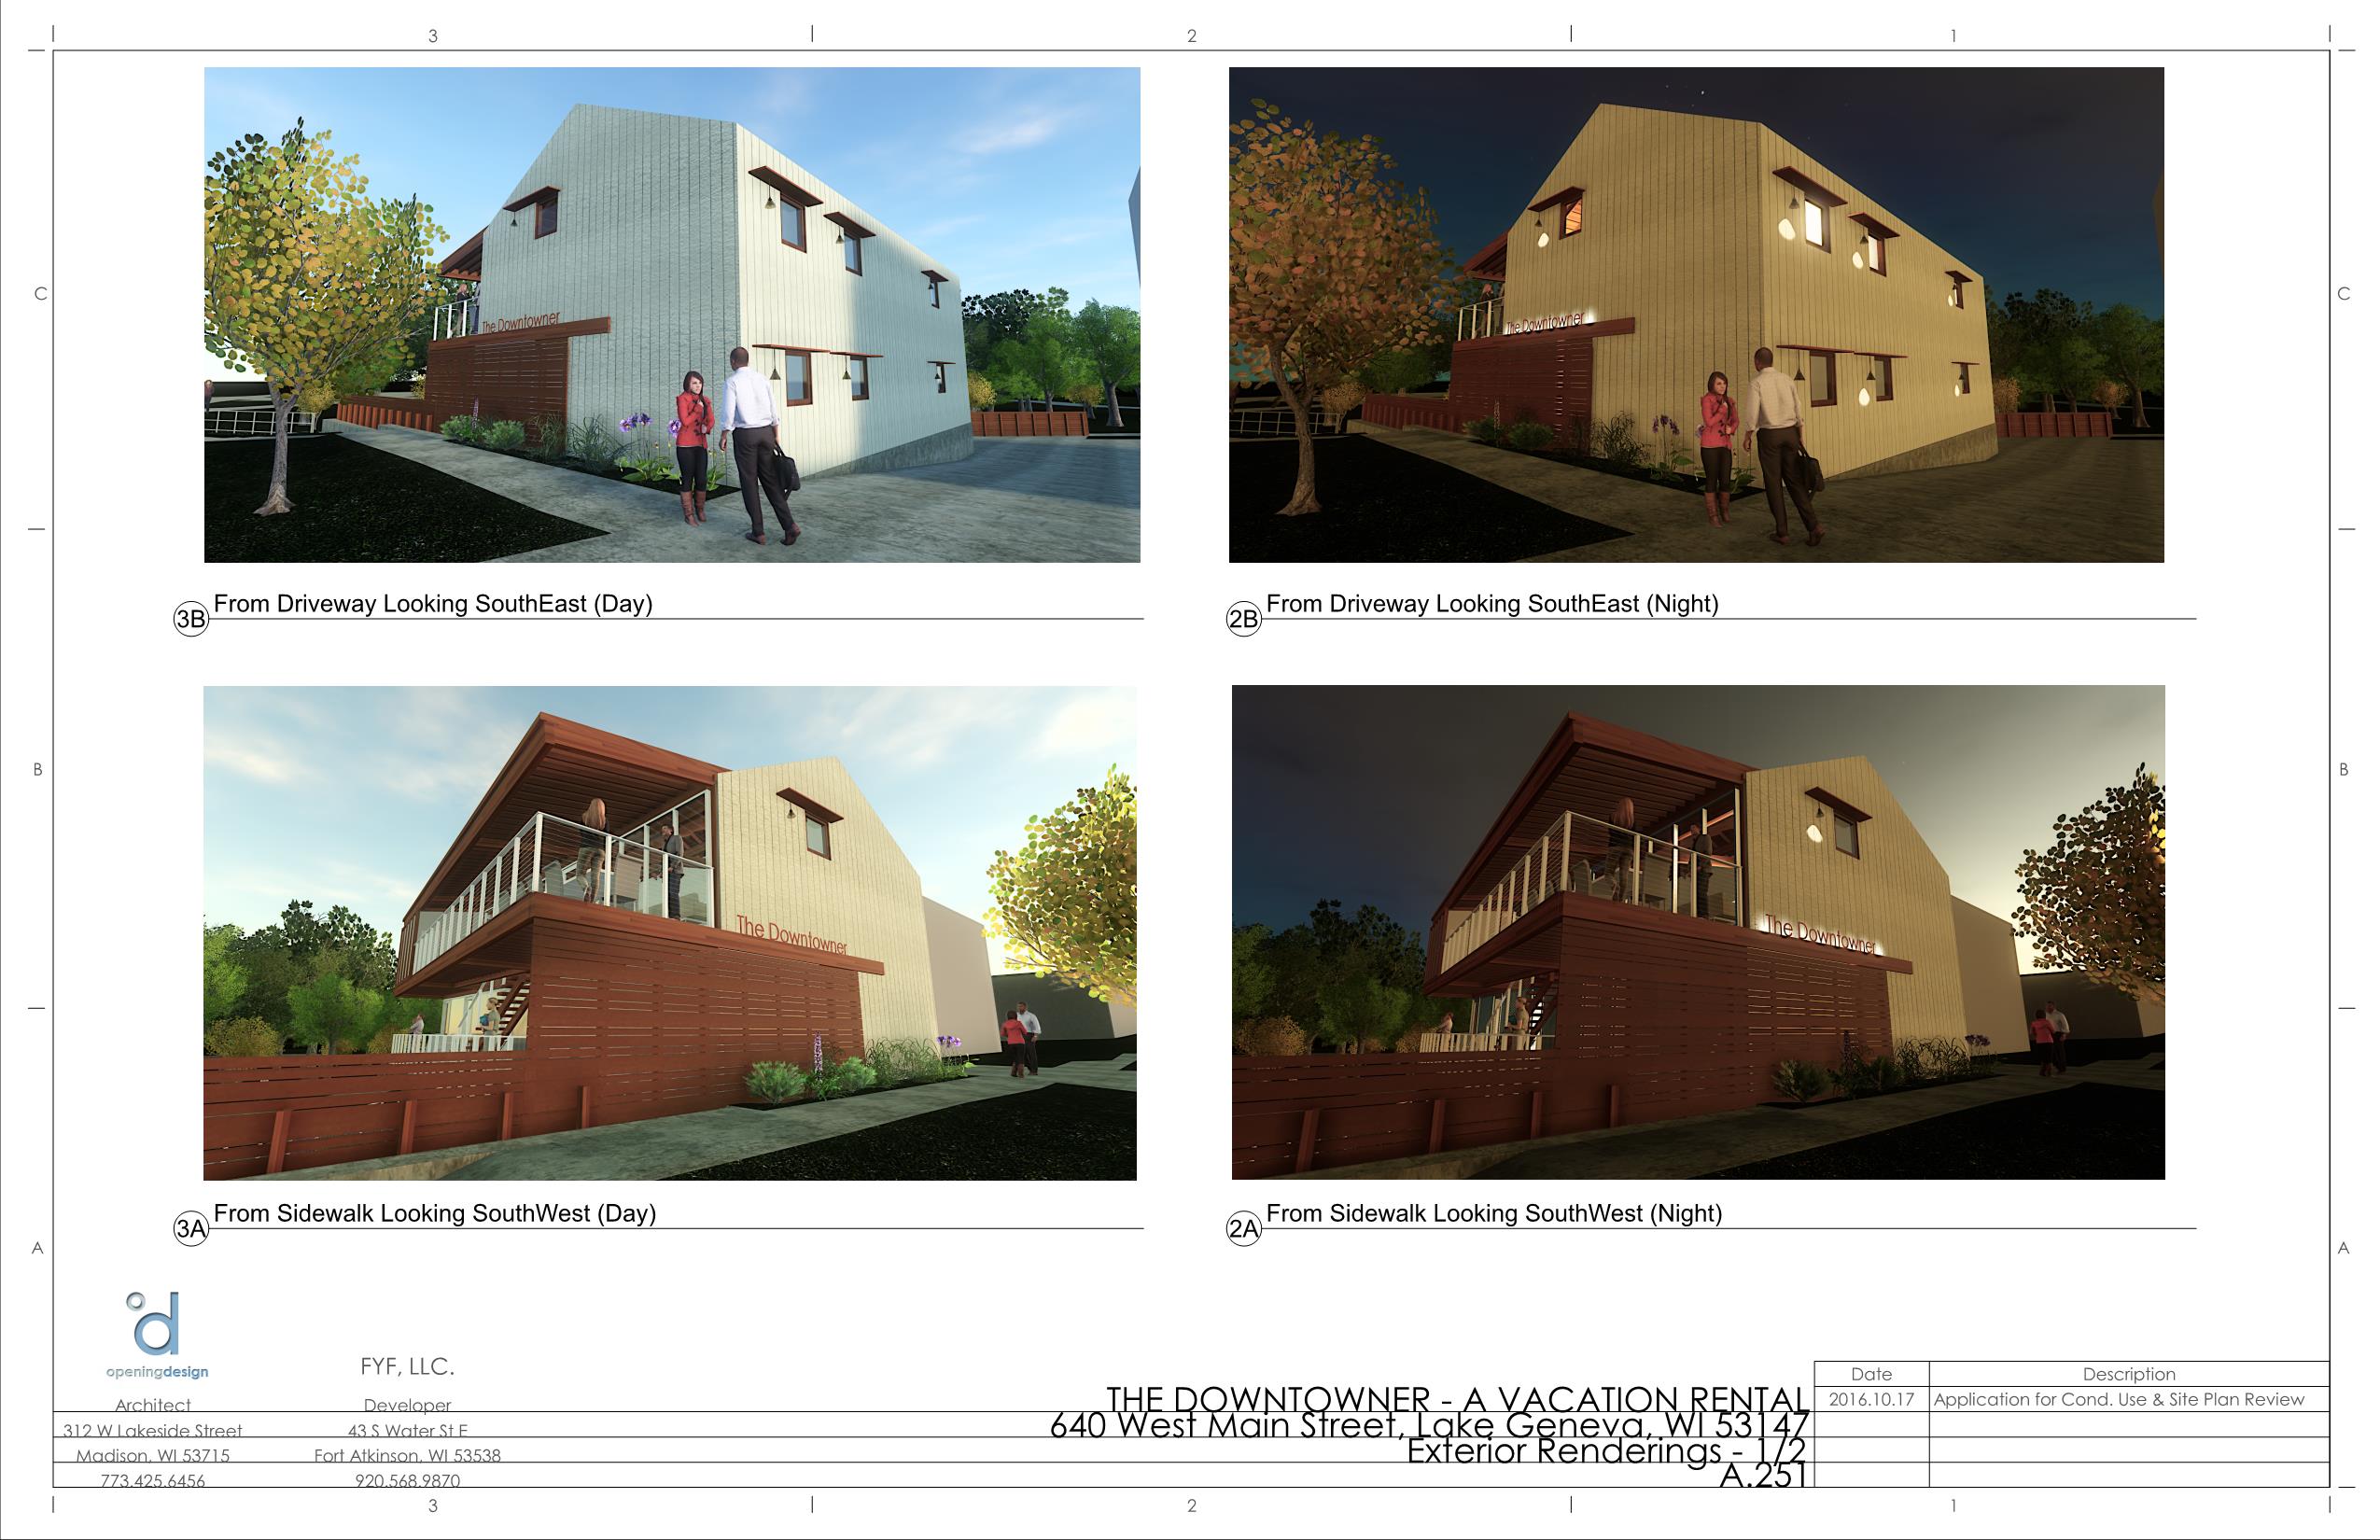 3 2 1
C C
The Downtowner
The Downtowner
3B From Driveway Looking SouthEast (Day)
2B From Driveway Looking SouthEast (Night)
B B
The Downtowner
The Downtowner
3A From Sidewalk Looking SouthWest (Day)
2A From Sidewalk Looking SouthWest (Night)
A A
d
openingdesign
Architect
312 W Lakeside Street
Madison, WI 53715
773.425.6456
FYF, LLC.
Developer
43 S Water St E
Fort Atkinson, WI 53538
920.568.9870
THE DOWNTOWNER - A VACATION RENTAL
640 West Main Street, Lake Geneva, WI 53147
Exterior Renderings - 1/2
A.251
Date Description
2016.10.17 Application for Cond. Use & Site Plan Review
3 2 1